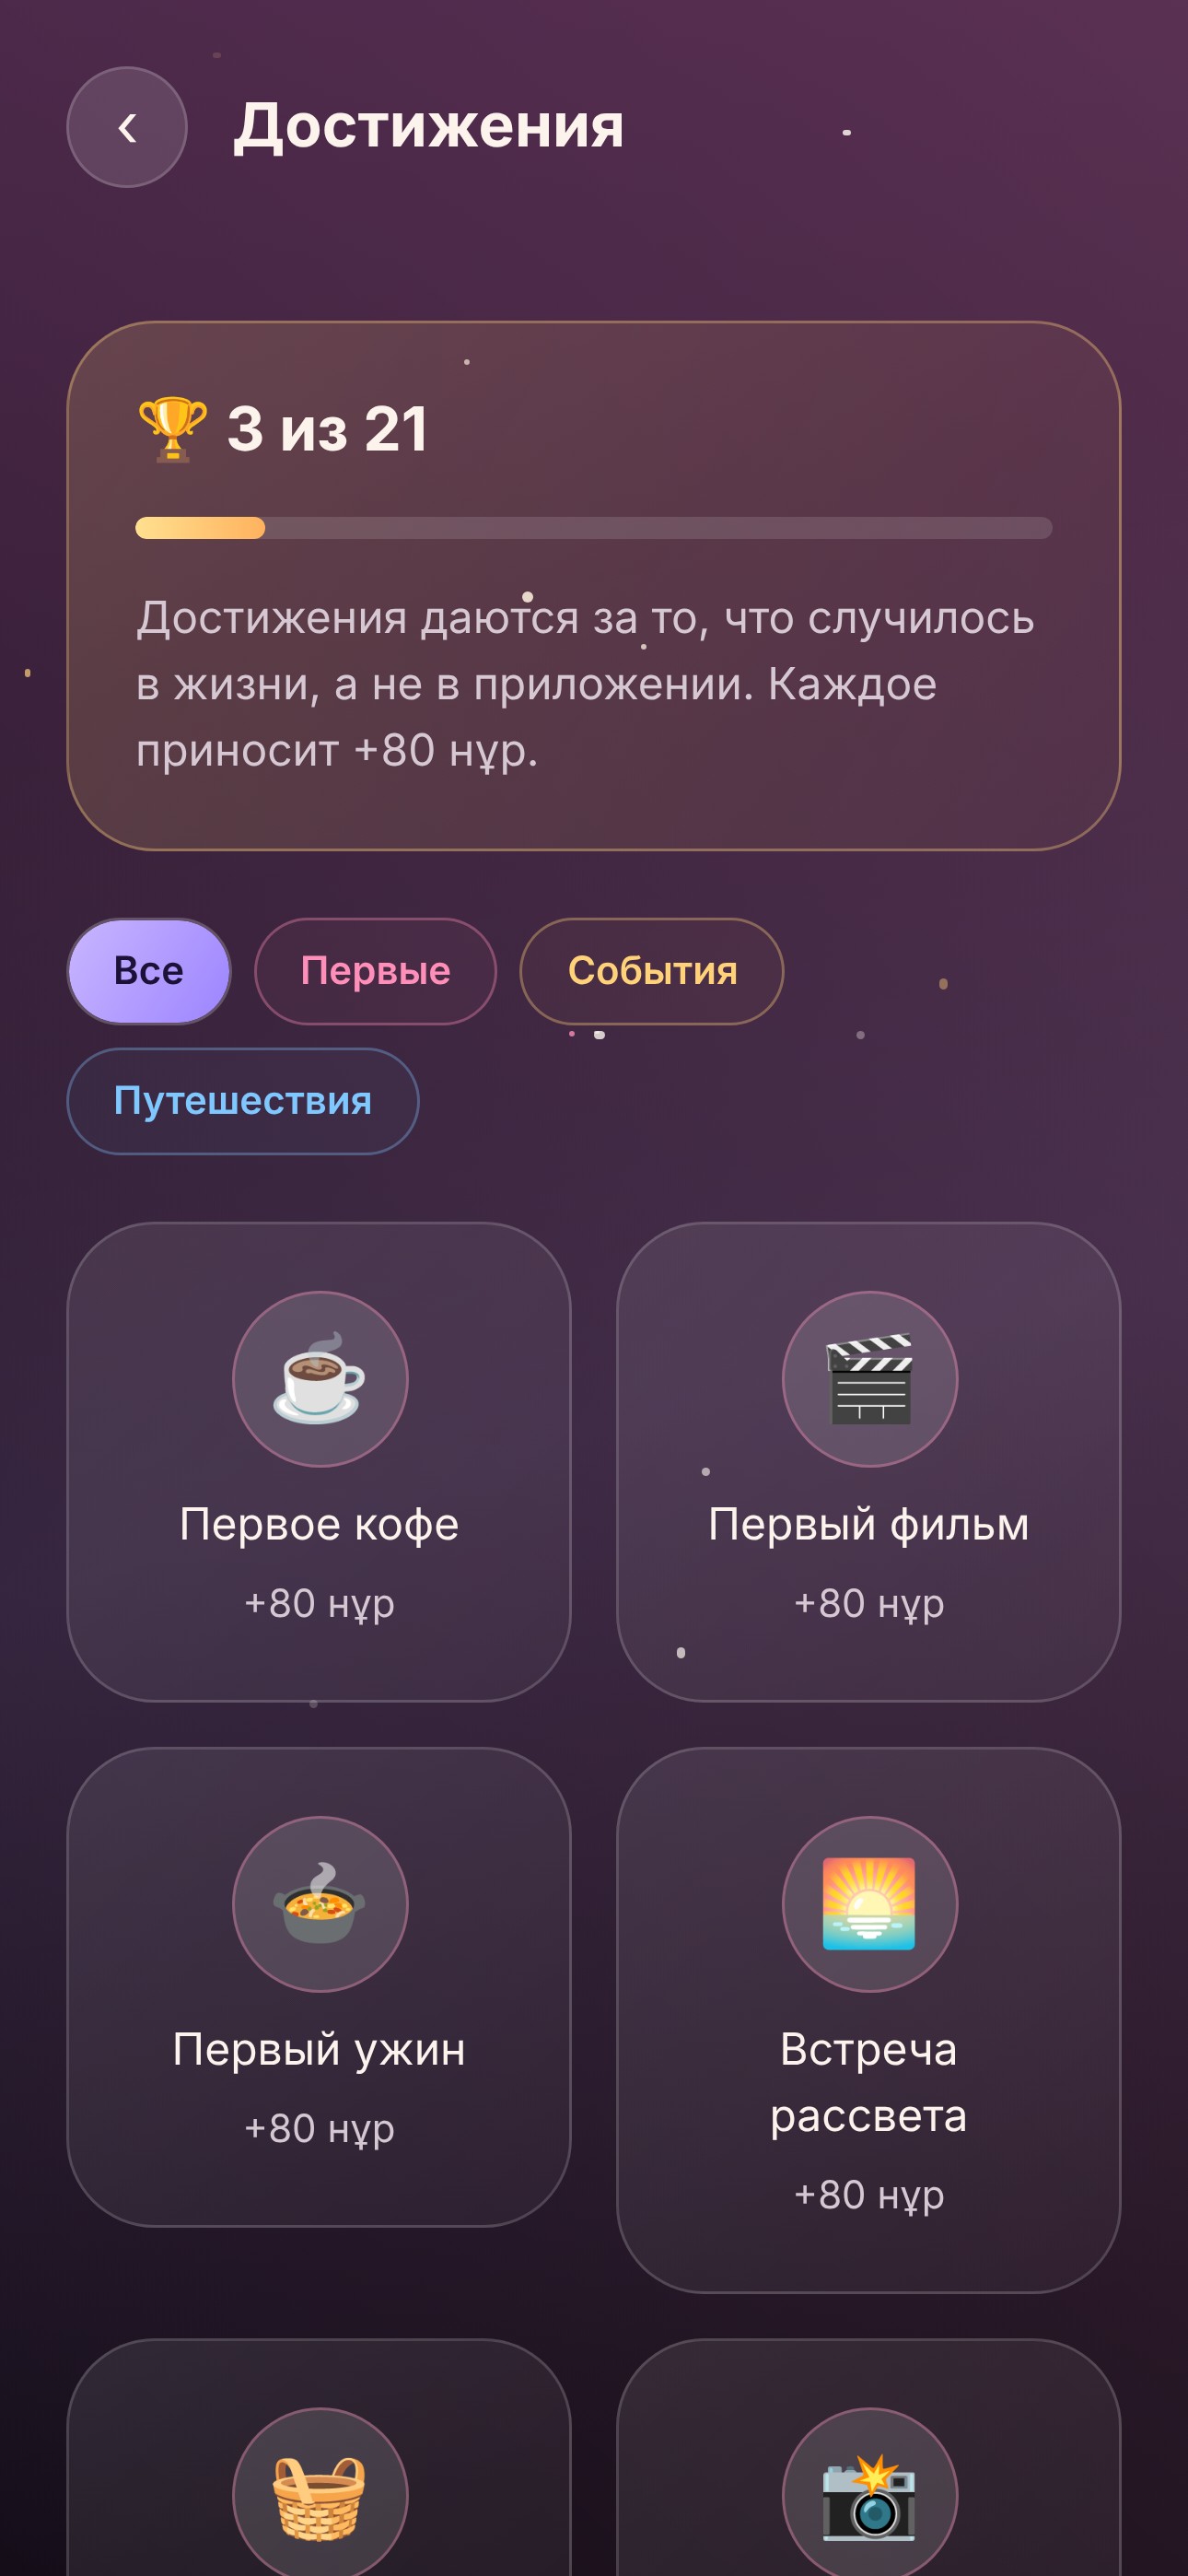 Достижения
3 из 21
Достижения даются за то, что случилось
в жизни, а не в приложении. Каждое
приносит +80 нұр.
Все
Первые
События
Путешествия
Первое кофе
+80 нұр
Первый фильм
+80 нұр
Первый ужин
+80 нұр
Встреча
рассвета
+80 нұр